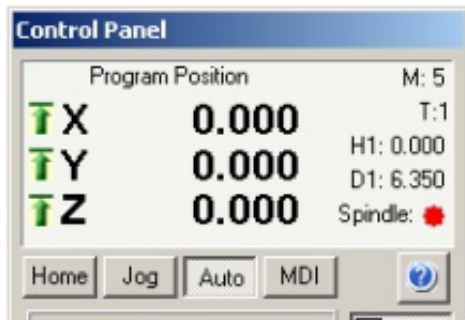 Control Panel
Program Position M: 5
X 0.000 T:1
Y 0.000 H1: 0.000
D1: 6.350
Z 0.000 Spindle:
Home Jog Auto MDI ?